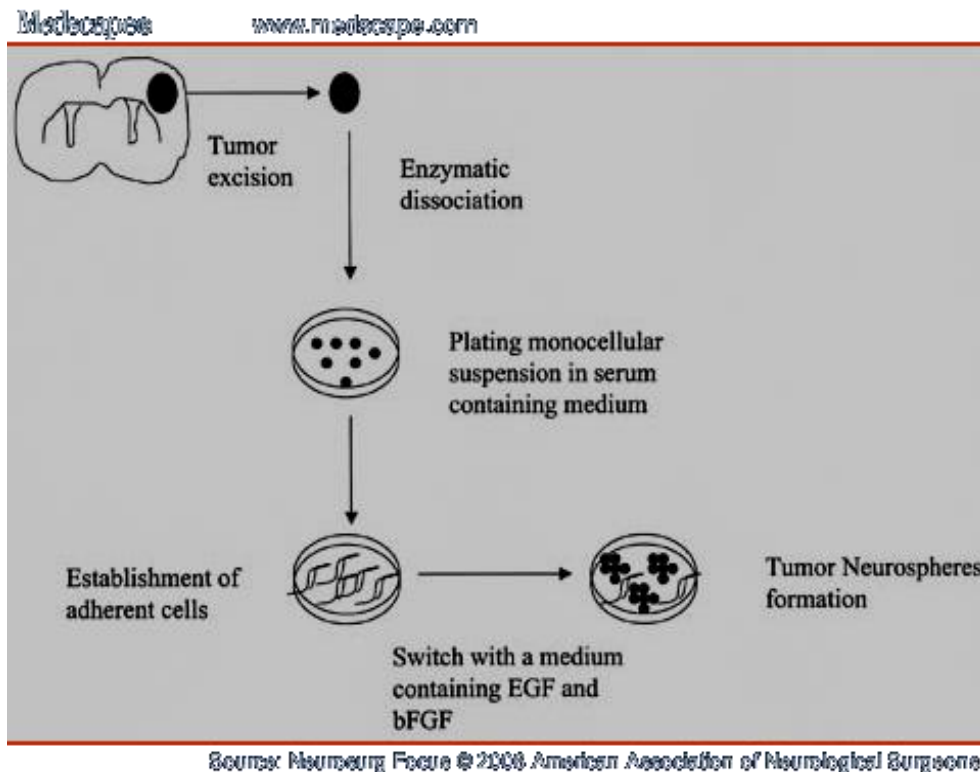 Medscape® www.medscape.com
Tumor
excision
Enzymatic
dissociation
Plating monocellular
suspension in serum
containing medium
Establishment of
adherent cells
Tumor Neurospheres
formation
Switch with a medium
containing EGF and
bFGF
Source: Neurosurg Focus © 2006 American Association of Neurological Surgeons